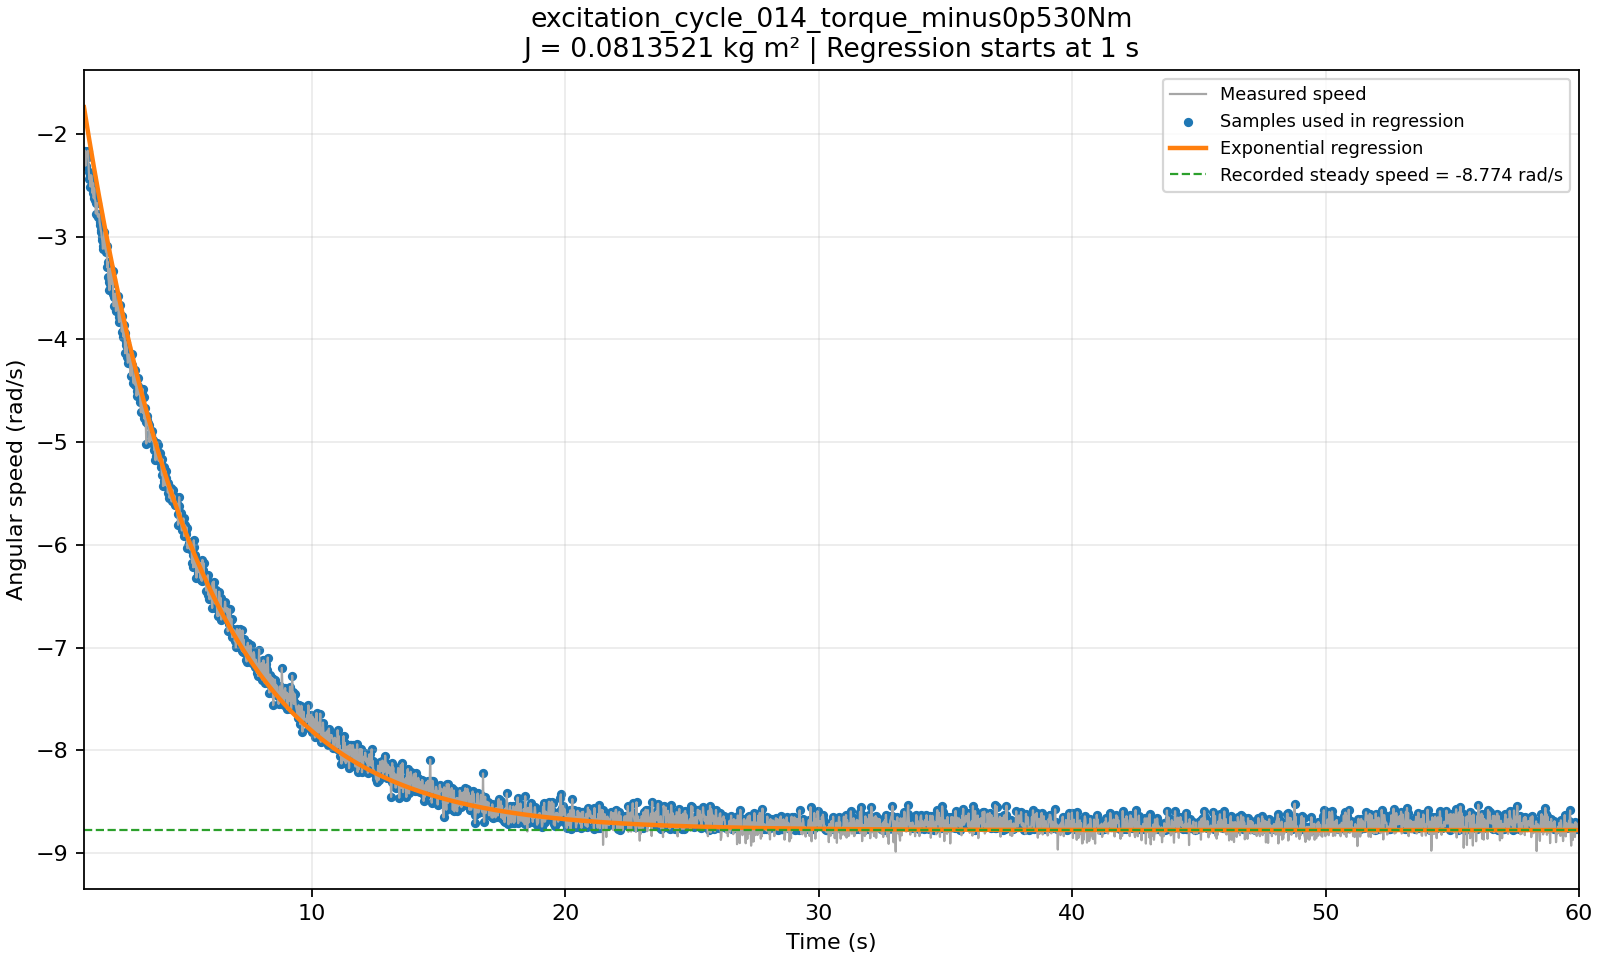 excitation_cycle_014_torque_minus0p530Nm
J = 0.0813521 kg m² | Regression starts at 1 s
Measured speed
Samples used in regression
Exponential regression
Recorded steady speed = -8.774 rad/s
Angular speed (rad/s)
−2
−3
−4
−5
−6
−7
−8
−9
10
20
30
40
50
60
Time (s)